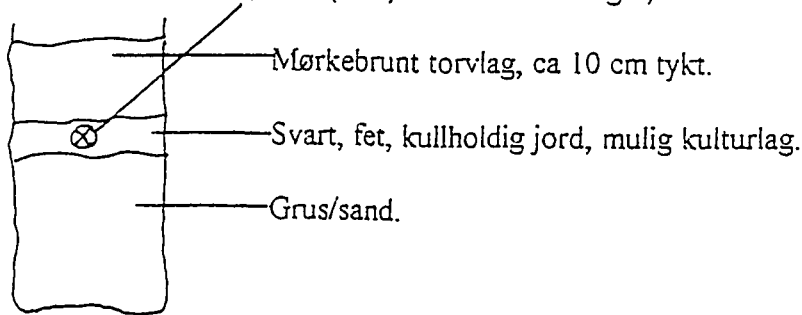 Mørkebrunt torvlag, ca 10 cm tykt.
Svart, fet, kullholdig jord, mulig kulturlag.
Grus/sand.